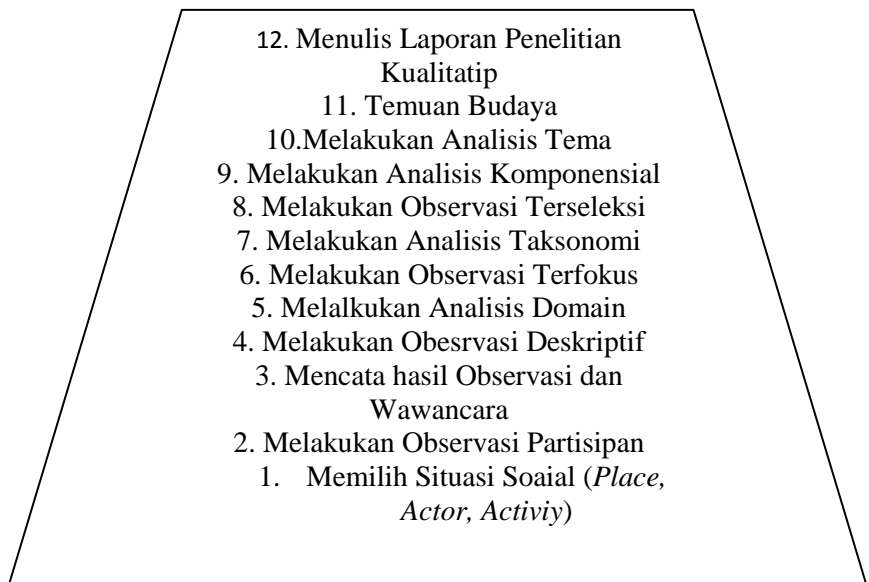 12. Menulis Laporan Penelitian
Kualitatip
11. Temuan Budaya
10.Melakukan Analisis Tema
9. Melakukan Analisis Komponensial
8. Melakukan Observasi Terseleksi
7. Melakukan Analisis Taksonomi
6. Melakukan Observasi Terfokus
5. Melalkukan Analisis Domain
4. Melakukan Obesrvasi Deskriptif
3. Mencata hasil Observasi dan
Wawancara
2. Melakukan Observasi Partisipan
1. Memilih Situasi Soaial (Place,
Actor, Activiy)